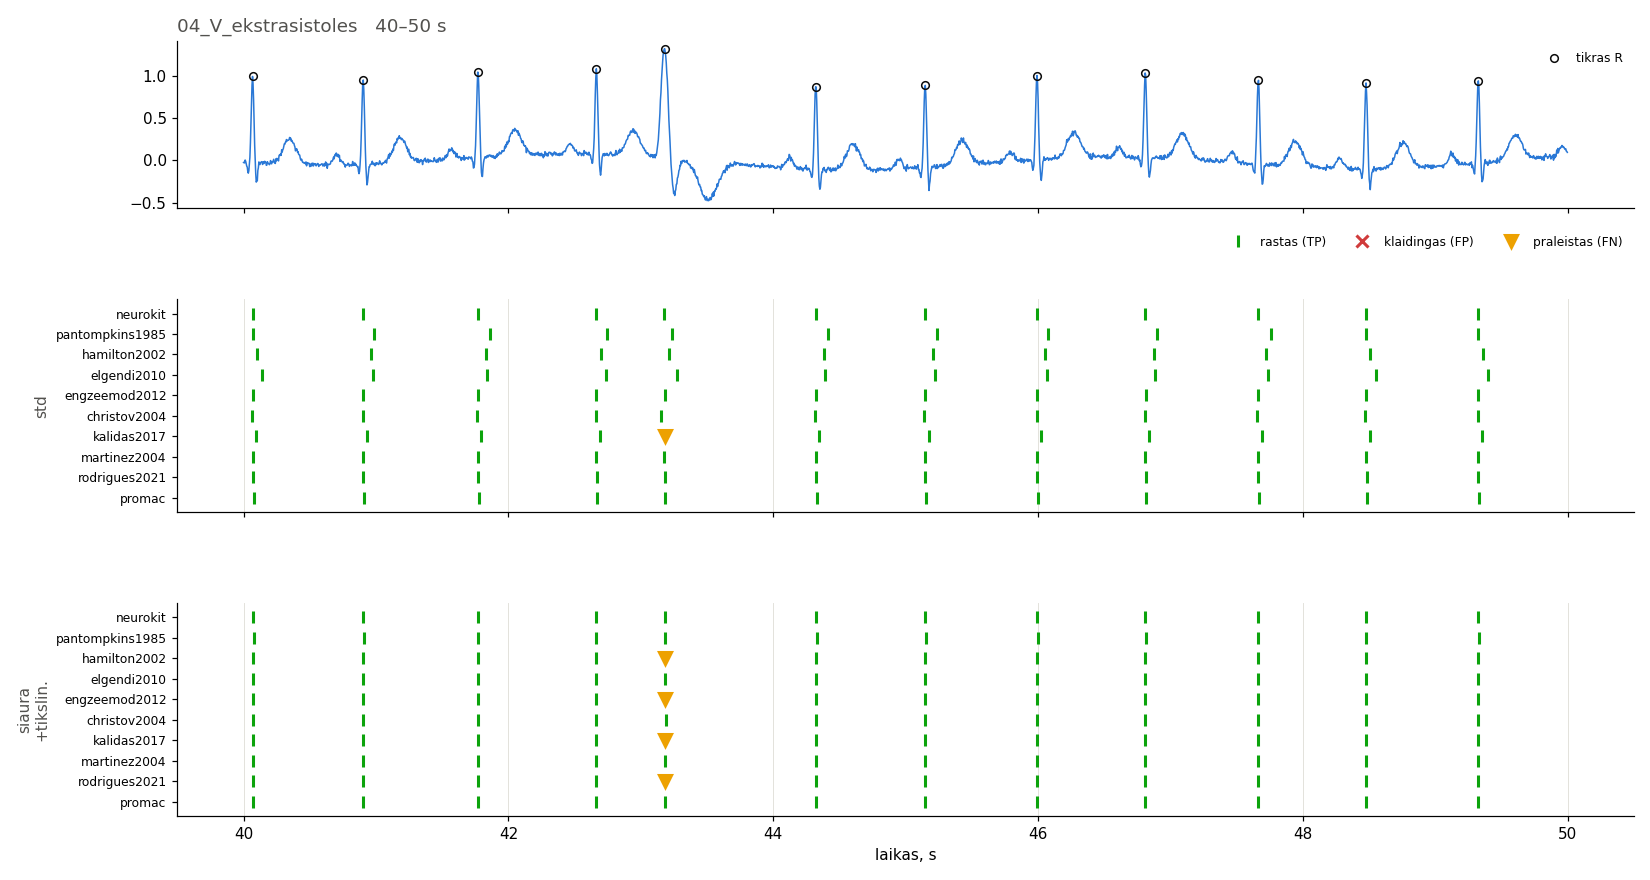 04_V_ekstrasistoles   40–50 s
tikras R
1.0
0.5
0.0
−0.5
rastas (TP)
klaidingas (FP)
praleistas (FN)
std
neurokit
pantompkins1985
hamilton2002
elgendi2010
engzeemod2012
christov2004
kalidas2017
martinez2004
rodrigues2021
promac
siaura
+tikslin.
neurokit
pantompkins1985
hamilton2002
elgendi2010
engzeemod2012
christov2004
kalidas2017
martinez2004
rodrigues2021
promac
40 42 44 46 48 50
laikas, s